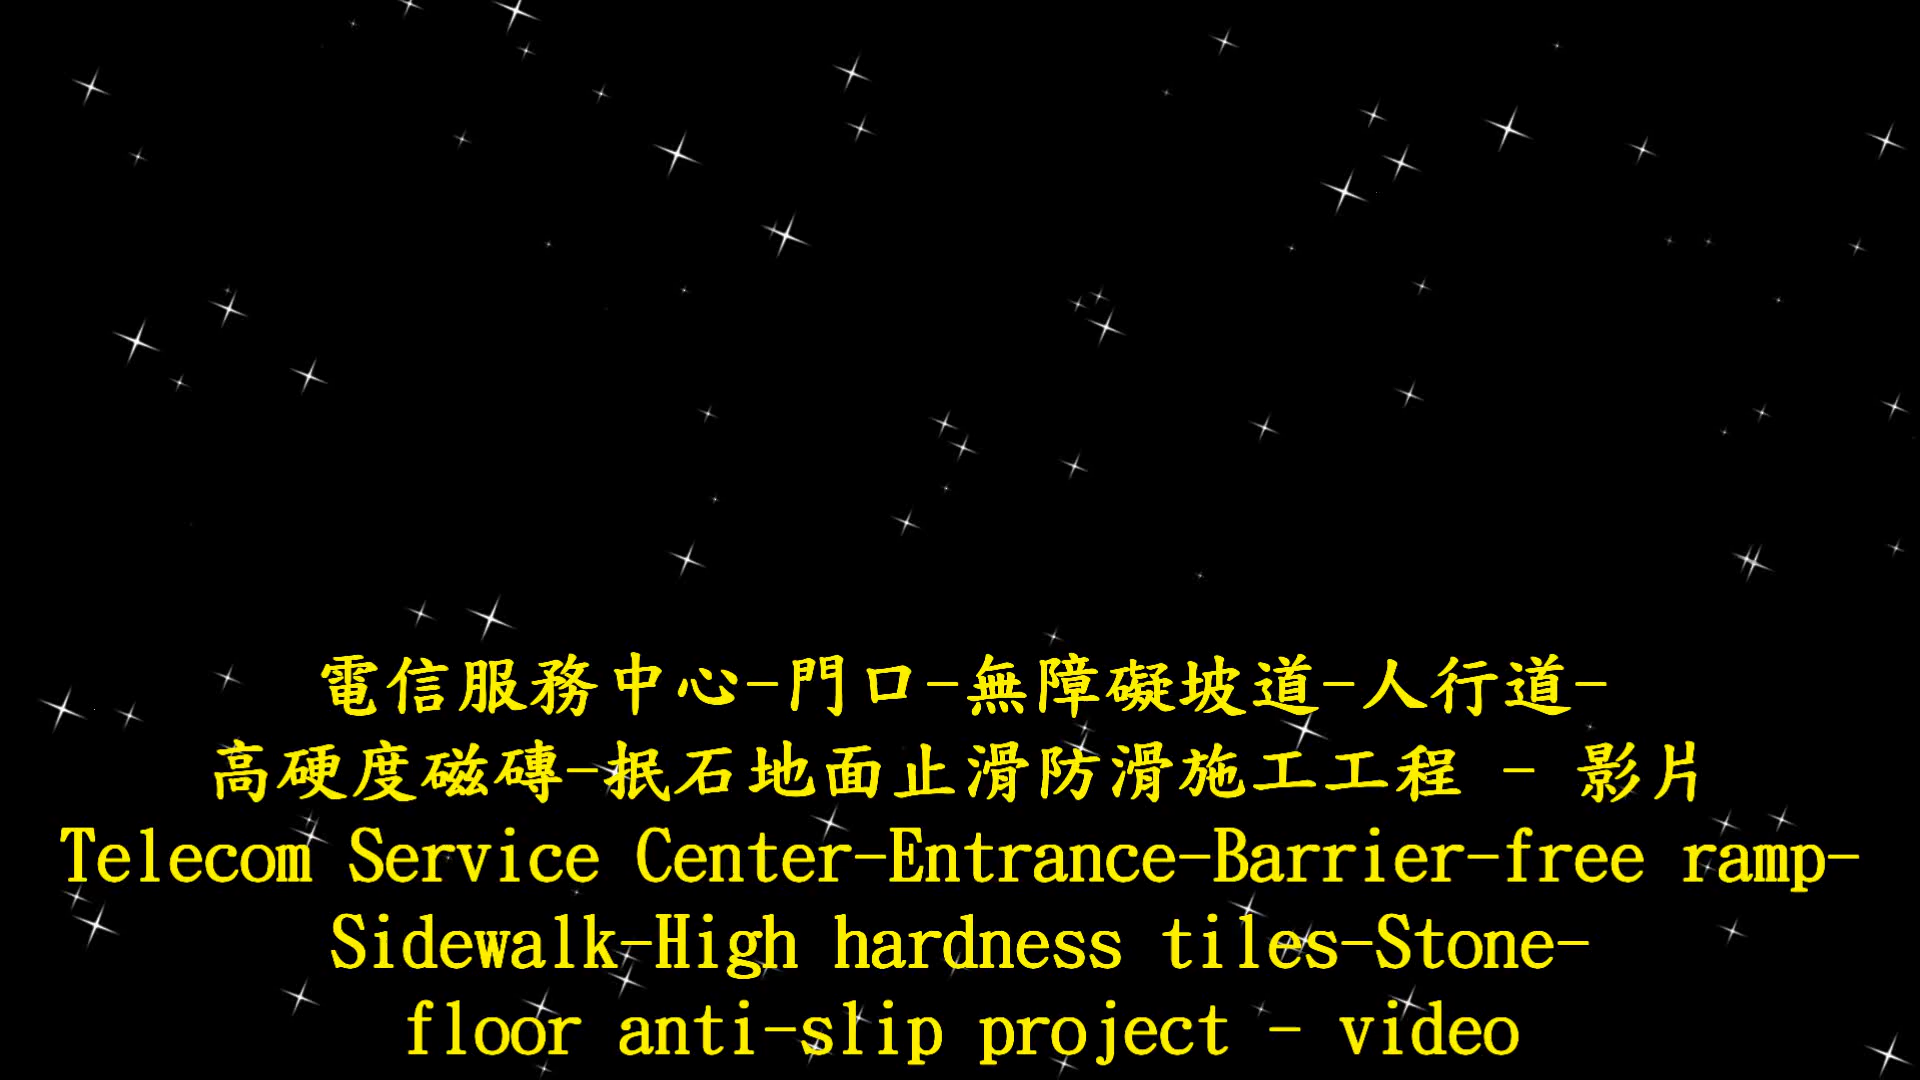 電信服務中心-門口-無障礙坡道-人行道-
高硬度磁磚-抿石地面止滑防滑施工工程 - 影片
Telecom Service Center-Entrance-Barrier-free ramp-
Sidewalk-High hardness tiles-Stone-
floor anti-slip project - video